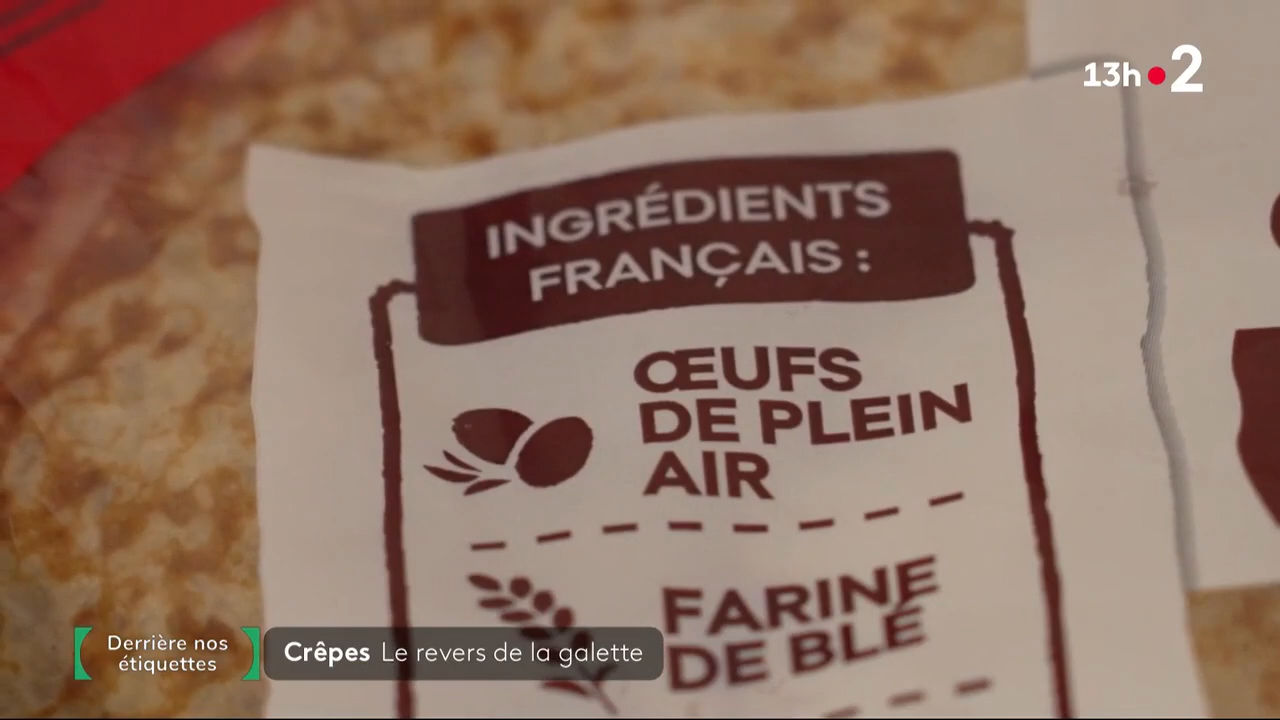 13h 2
INGRÉDIENTS
FRANÇAIS :
ŒUFS
DE PLEIN
AIR
FARINE
DE BLÉ
Derrière nos
étiquettes
Crêpes Le revers de la galette